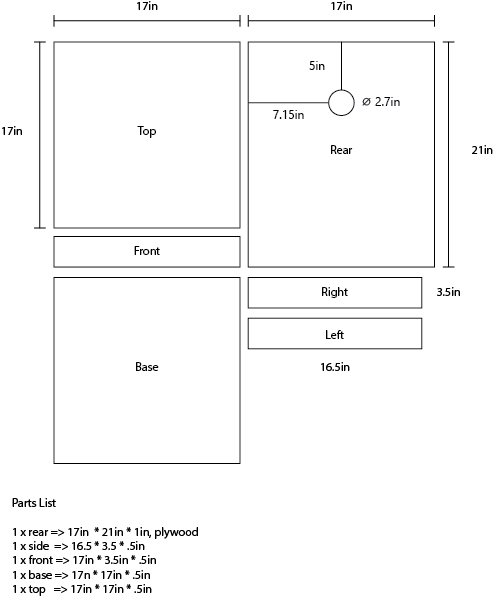 17in 17in
5in
⌀ 2.7in
7.15in
17in
Top
Rear
21in
Front
Right
3.5in
Left
Base
16.5in
Parts List
1 x rear => 17in * 21in * 1in, plywood
1 x side => 16.5 * 3.5 * .5in
1 x front => 17in * 3.5in * .5in
1 x base => 17n * 17in * .5in
1 x top => 17in * 17in * .5in